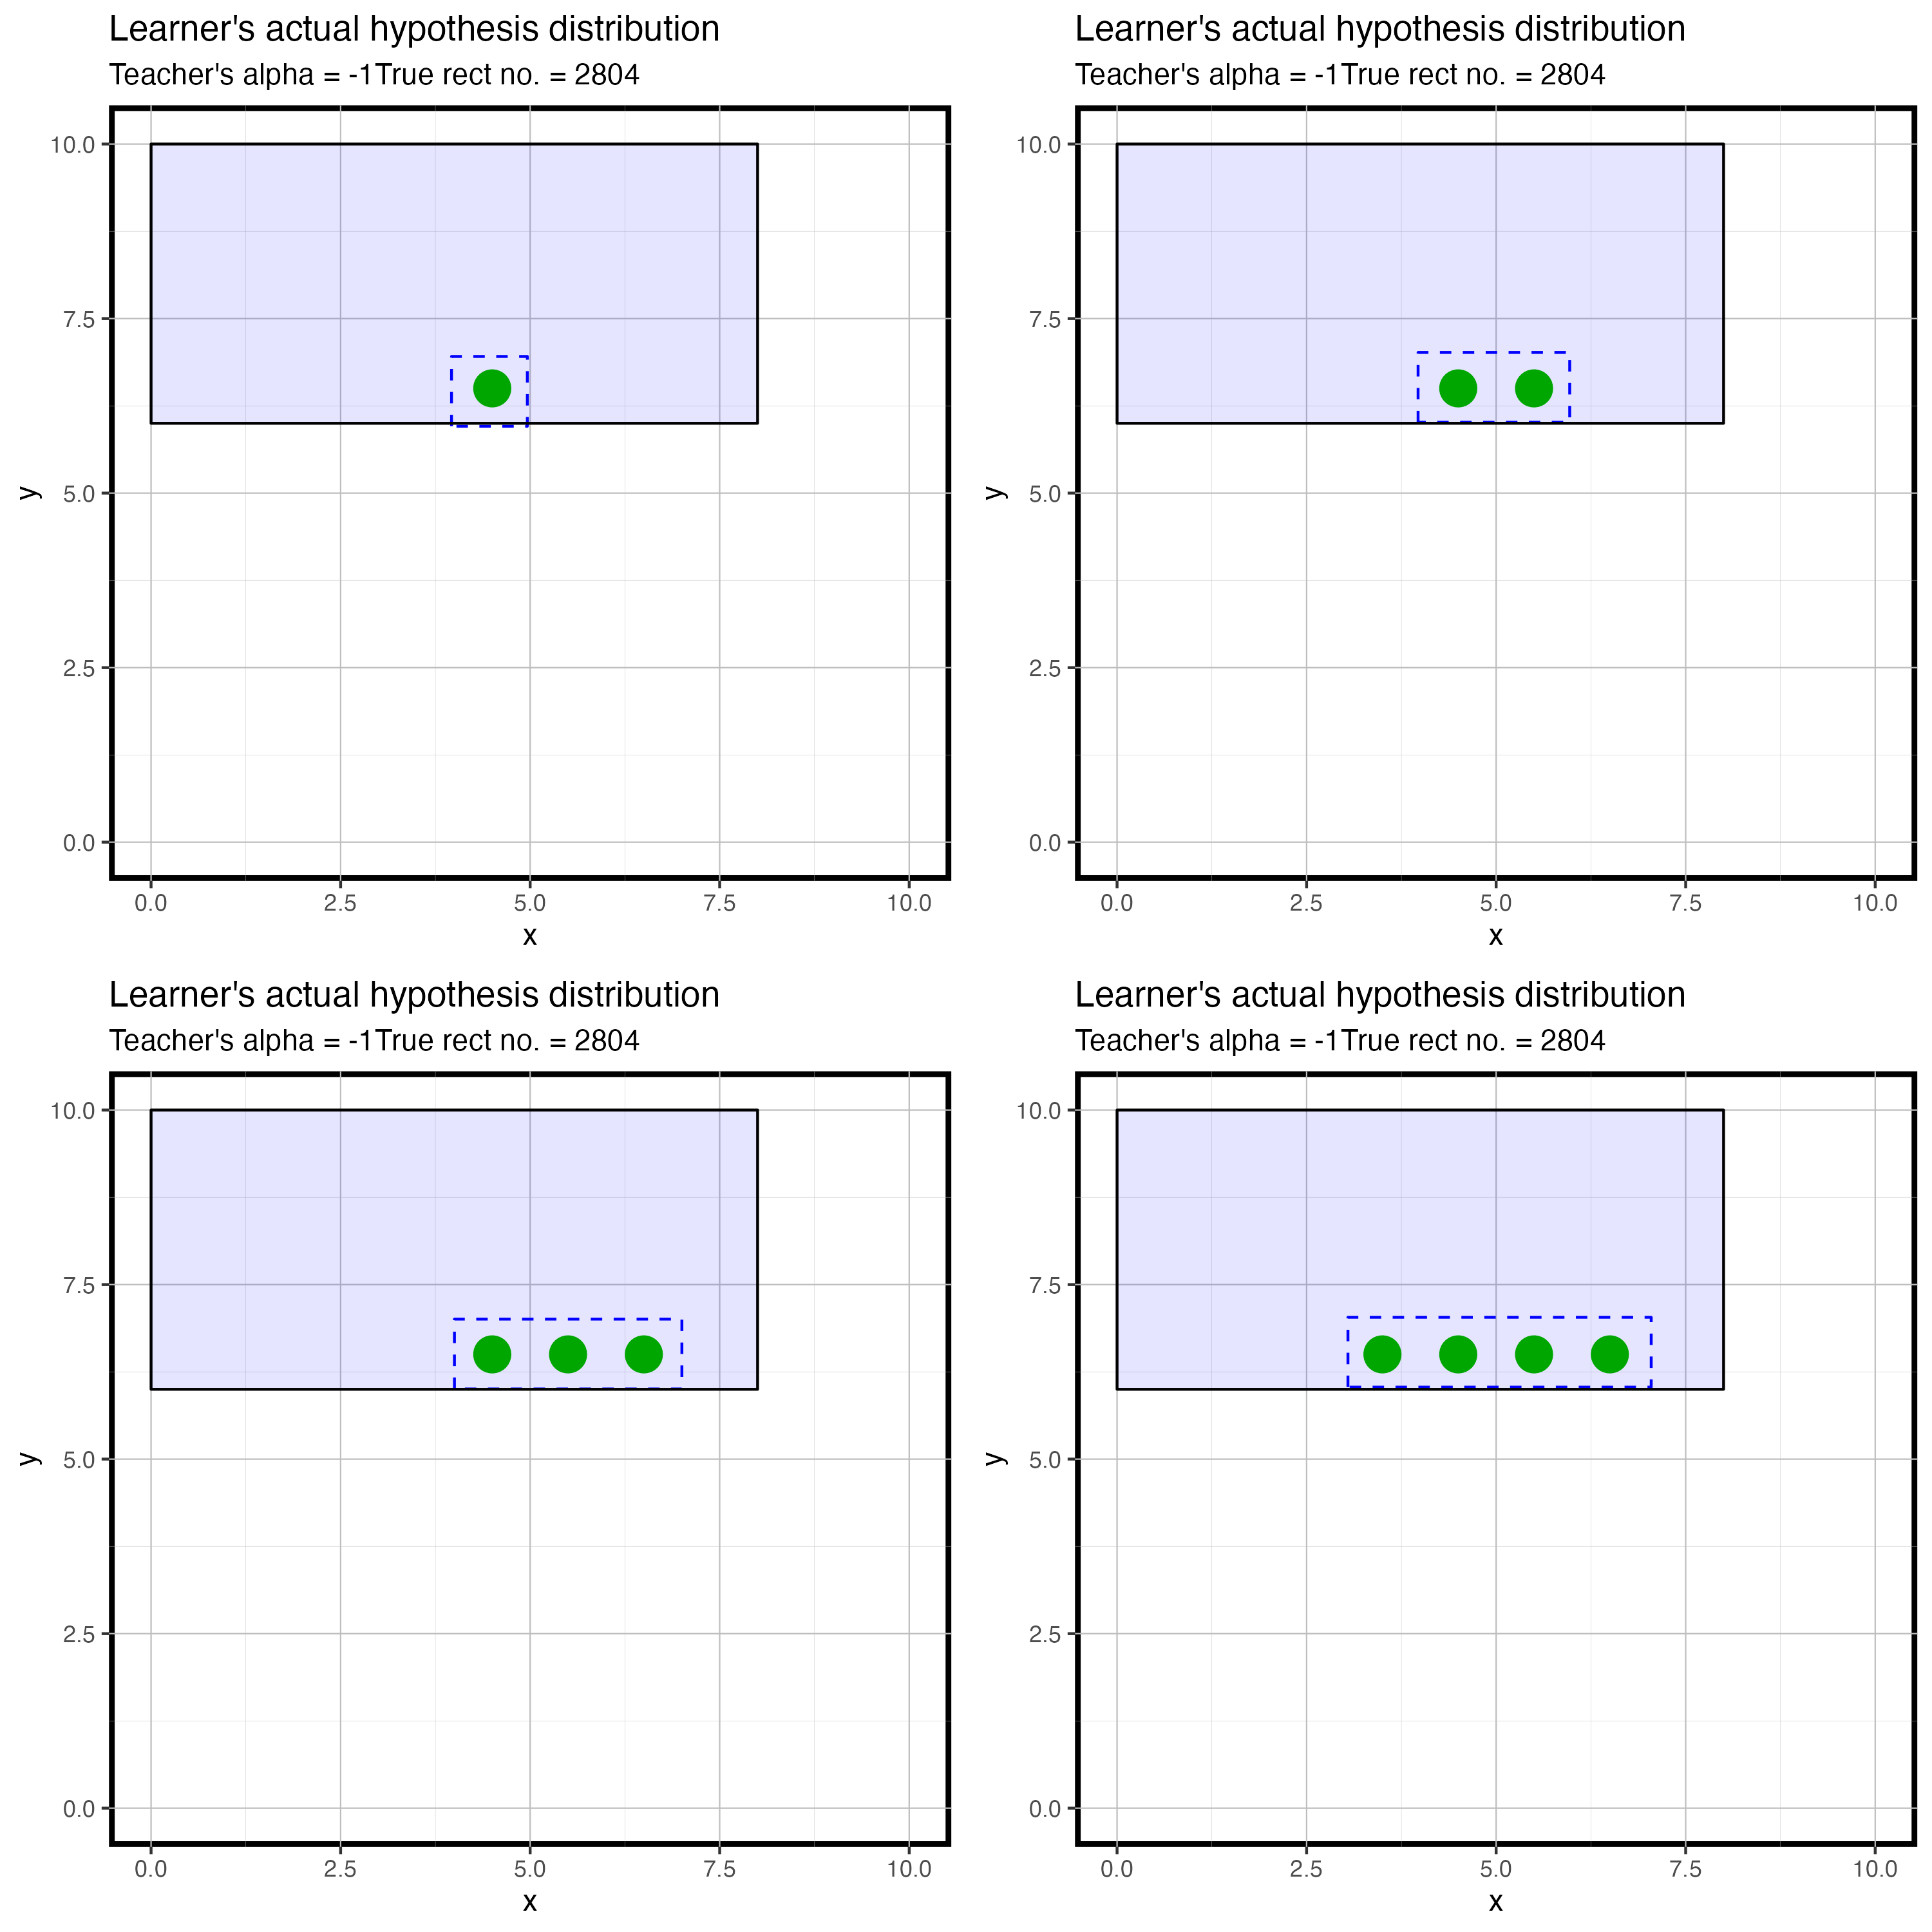 Learner's actual hypothesis distribution
Teacher's alpha = -1True rect no. = 2804
10.0
7.5
5.0
2.5
0.0
y
0.0 2.5 5.0 7.5 10.0
x
Learner's actual hypothesis distribution
Teacher's alpha = -1True rect no. = 2804
10.0
7.5
5.0
2.5
0.0
y
0.0 2.5 5.0 7.5 10.0
x
Learner's actual hypothesis distribution
Teacher's alpha = -1True rect no. = 2804
10.0
7.5
5.0
2.5
0.0
y
0.0 2.5 5.0 7.5 10.0
x
Learner's actual hypothesis distribution
Teacher's alpha = -1True rect no. = 2804
10.0
7.5
5.0
2.5
0.0
y
0.0 2.5 5.0 7.5 10.0
x